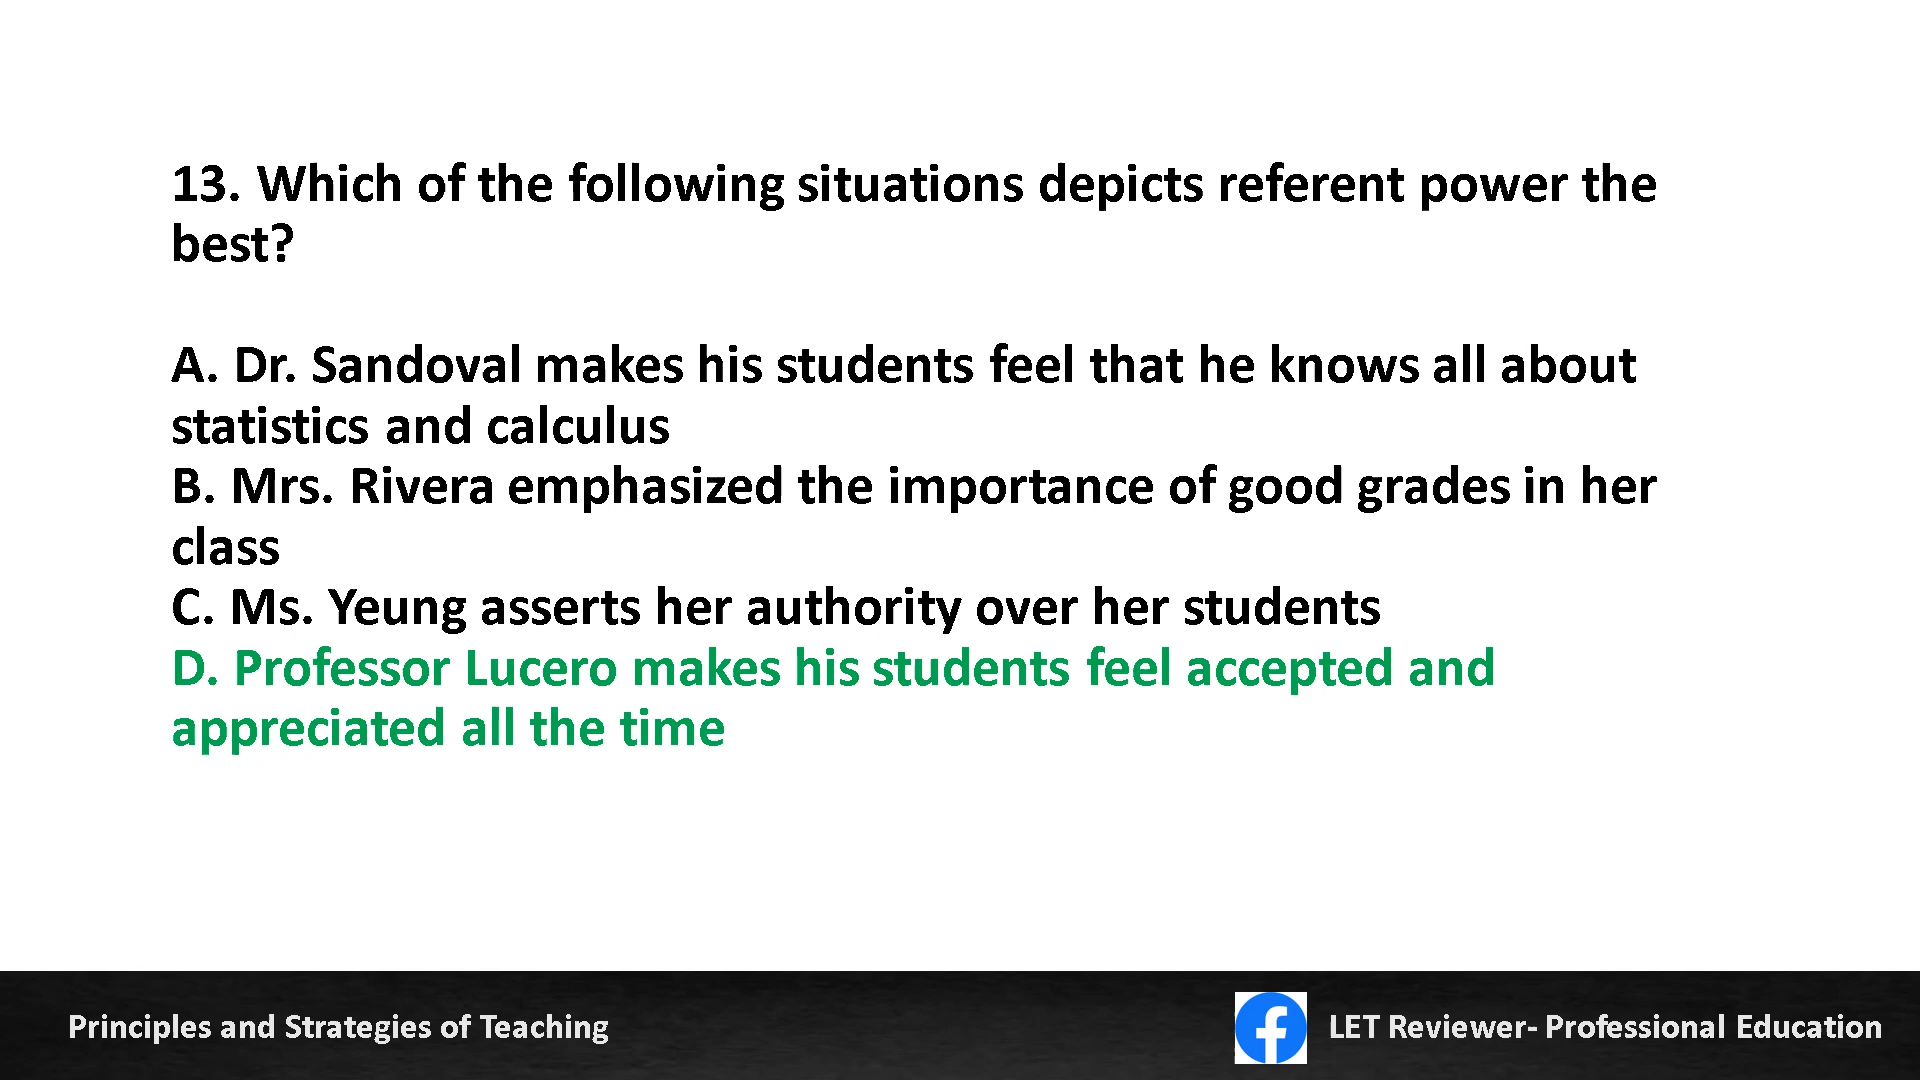 13. Which of the following situations depicts referent power the
best?
A. Dr. Sandoval makes his students feel that he knows all about
statistics and calculus
B. Mrs. Rivera emphasized the importance of good grades in her
class
C. Ms. Yeung asserts her authority over her students
D. Professor Lucero makes his students feel accepted and
appreciated all the time
Principles and Strategies of Teaching
LET Reviewer- Professional Education